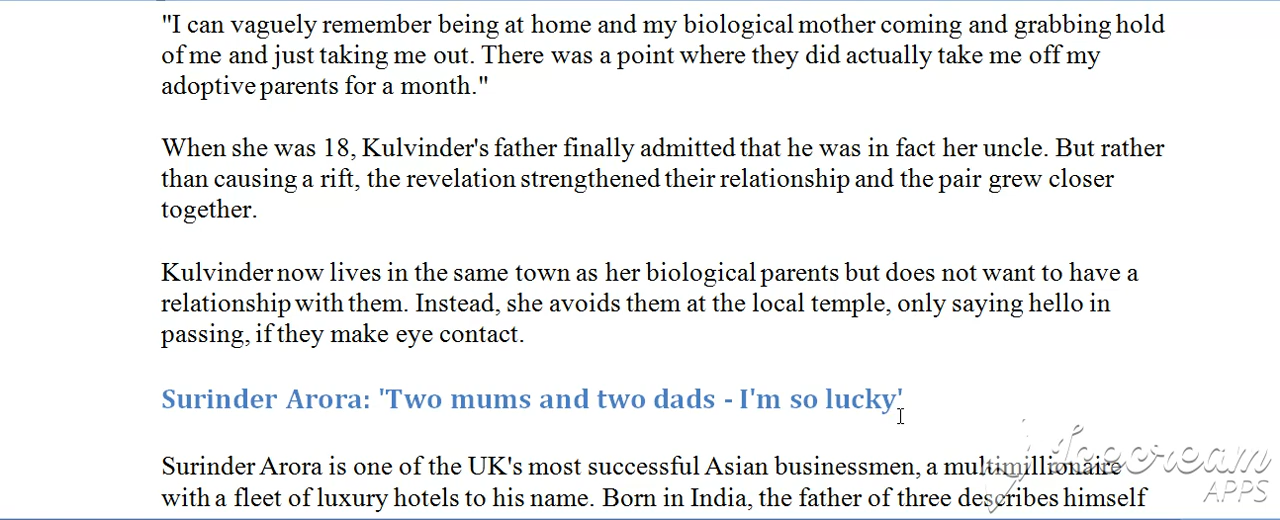 "I can vaguely remember being at home and my biological mother coming and grabbing hold
of me and just taking me out. There was a point where they did actually take me off my
adoptive parents for a month."
When she was 18, Kulvinder's father finally admitted that he was in fact her uncle. But rather
than causing a rift, the revelation strengthened their relationship and the pair grew closer
together.
Kulvinder now lives in the same town as her biological parents but does not want to have a
relationship with them. Instead, she avoids them at the local temple, only saying hello in
passing, if they make eye contact.
Surinder Arora: 'Two mums and two dads - I'm so lucky'
Surinder Arora is one of the UK's most successful Asian businessmen, a multimillionaire
with a fleet of luxury hotels to his name. Born in India, the father of three describes himself
Icecream
APPS